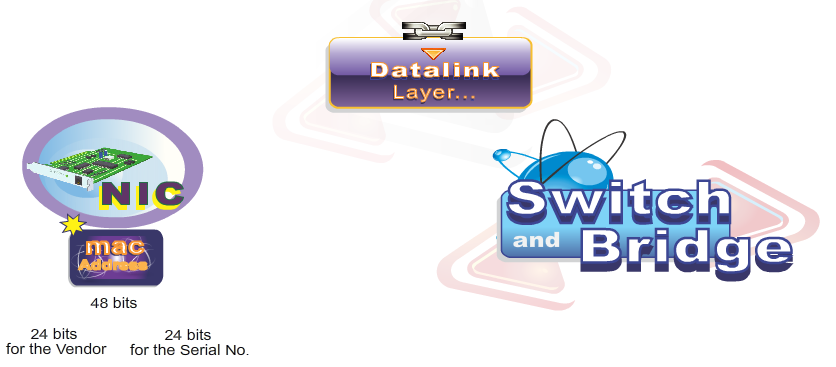 Datalink
Layer...
NIC
mac
Address
48 bits
24 bits
for the Vendor
24 bits
for the Serial No.
Switch
and Bridge